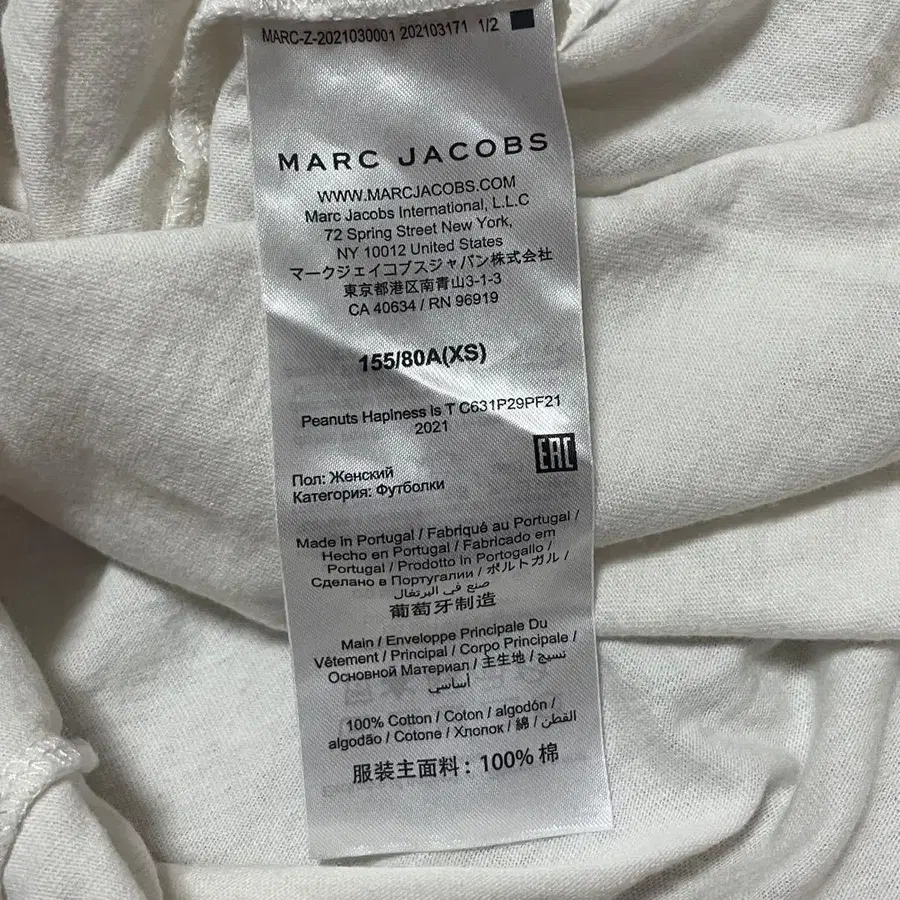 MARC-Z-2021030001 202103171 1/2
MARC JACOBS
WWW.MARCJACOBS.COM
Marc Jacobs International, L.L.C
72 Spring Street New York,
NY 10012 United States
マークジェイコブスジャパン株式会社
東京都港区南青山3-1-3
CA 40634 / RN 96919
155/80A(XS)
Peanuts Hapiness Is T C631P29PF21
2021
EAC
Пол: Женский
Категория: Футболки
Made in Portugal / Fabriqué au Portugal /
Hecho en Portugal / Fabricado em
Portugal / Prodotto in Portogallo /
Сделано в Португалии / ポルトガル /
صنع في البرتغال
葡萄牙制造
Main / Enveloppe Principale Du
Vêtement / Principal / Corpo Principale /
Основной Материал / 主生地 / نسيج
أساسي
100% Cotton / Coton / algodón /
algodão / Cotone / Хлопок / 綿 / القطن /
服装主面料：100% 棉